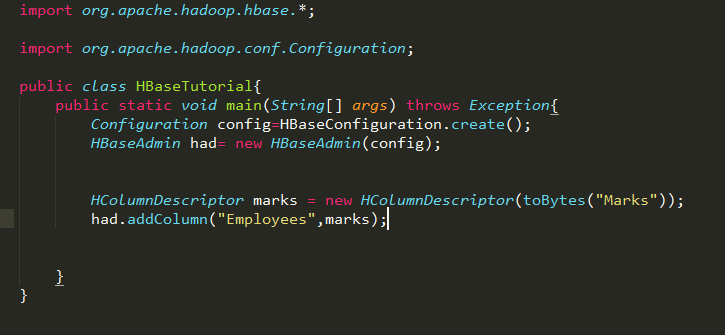 import org.apache.hadoop.hbase.*;
import org.apache.hadoop.conf.Configuration;
public class HBaseTutorial{
public static void main(String[] args) throws Exception{
Configuration config=HBaseConfiguration.create();
HBaseAdmin had= new HBaseAdmin(config);
HColumnDescriptor marks = new HColumnDescriptor(toBytes("Marks"));
had.addColumn("Employees",marks);
}
}